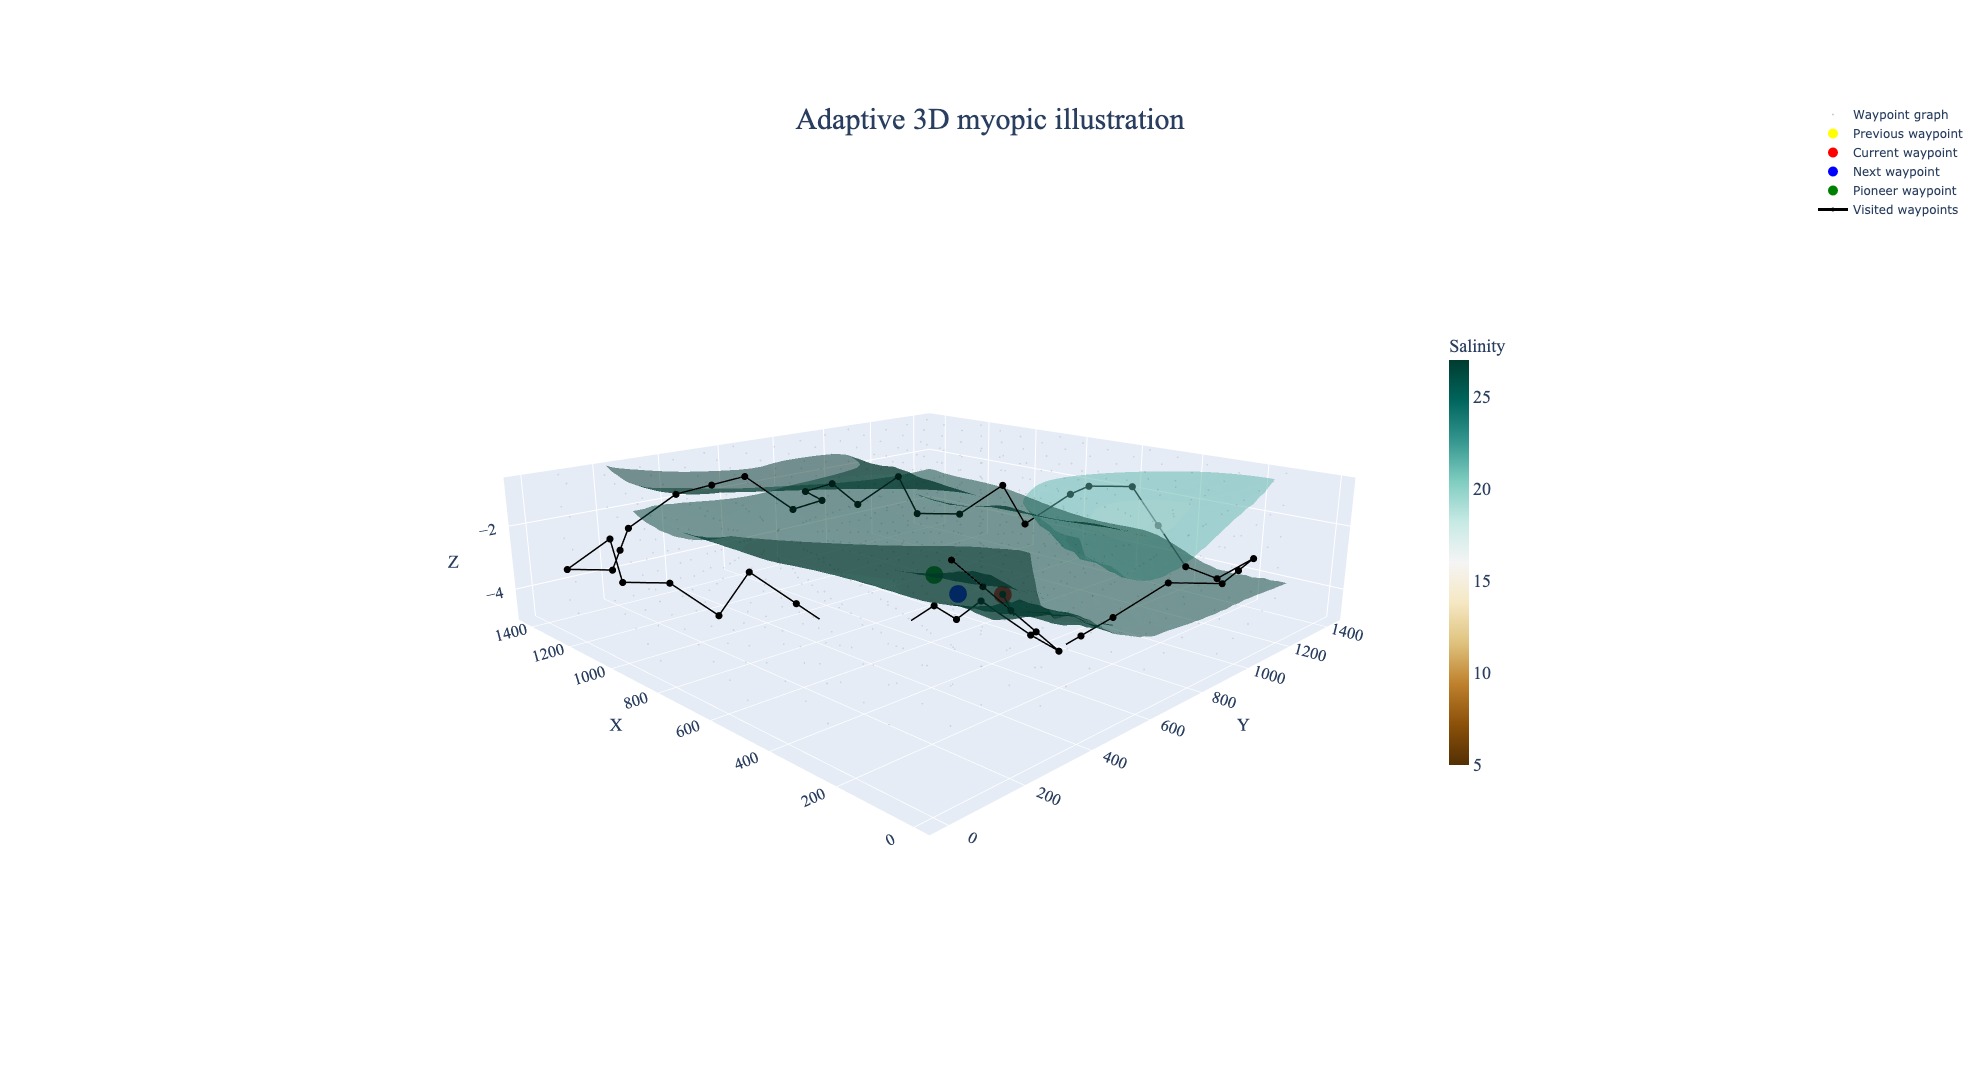 Adaptive 3D myopic illustration
Waypoint graph
Previous waypoint
Current waypoint
Next waypoint
Pioneer waypoint
Visited waypoints
Salinity
25
20
15
10
5
Z
−2
−4
X
1400
1200
1000
800
600
400
200
0
Y
0
200
400
600
800
1000
1200
1400